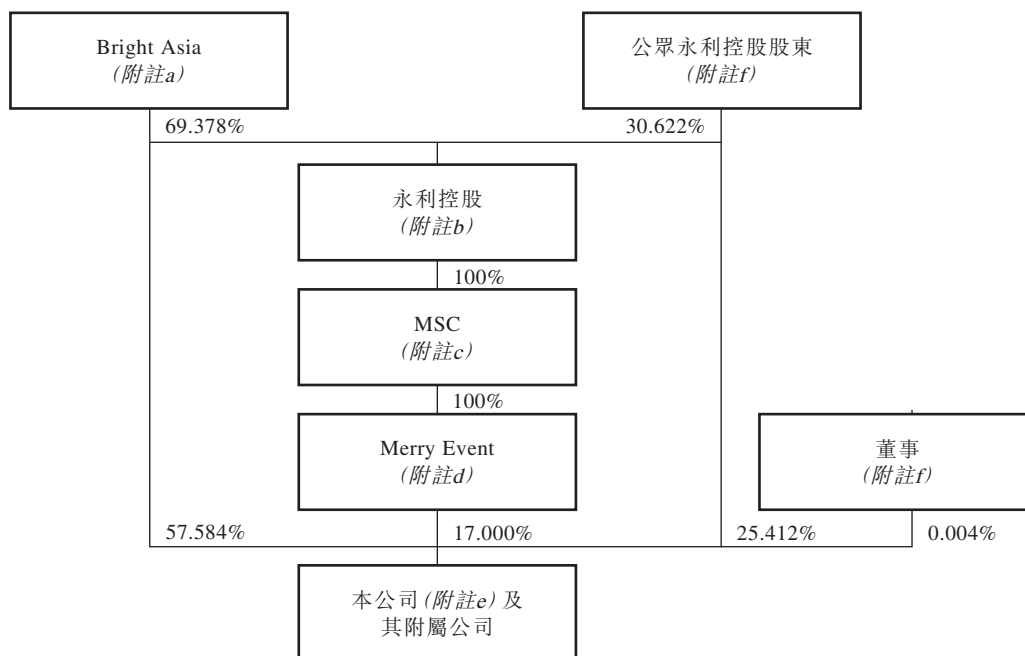 Bright Asia
(附註a)
公眾永利控股股東
(附註f)
69.378%
30.622%
永利控股
(附註b)
100%
MSC
(附註c)
100%
Merry Event
(附註d)
董事
(附註f)
57.584%
17.000%
25.412%
0.004%
本公司(附註e)及
其附屬公司